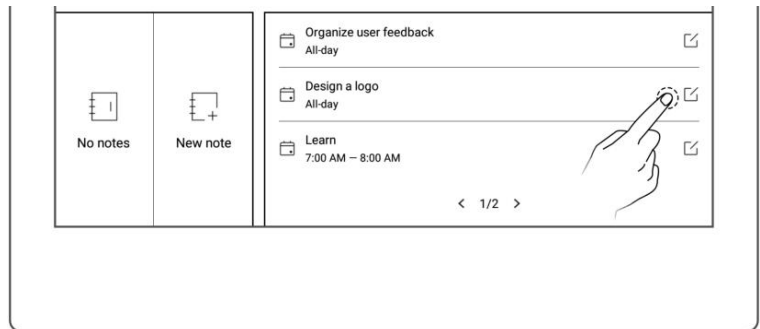 Organize user feedback
All-day
Design a logo
All-day
Learn
7:00 AM — 8:00 AM
No notes
New note
< 1/2 >